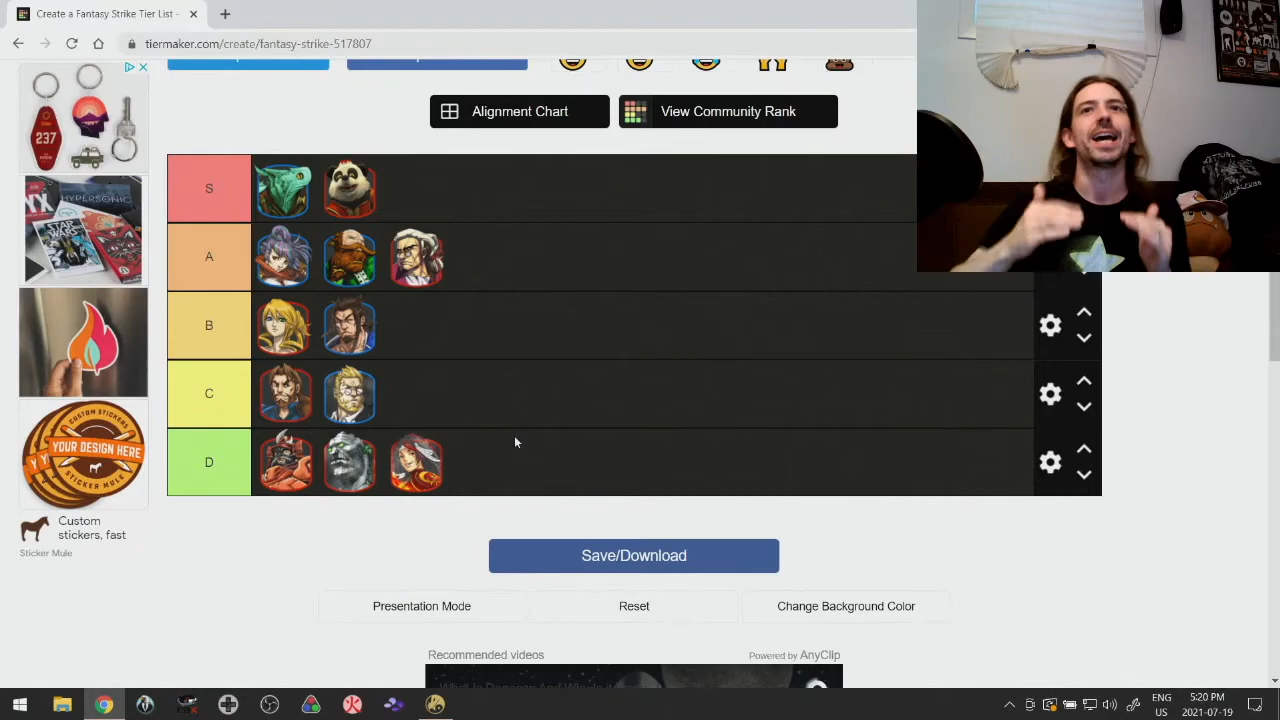 Create a Fantasy Strike Tier List -
tiermaker.com/create/fantasy-strike-517807
Alignment Chart
View Community Rank
237
HYPERSONIC
STAR WARS
S
A
B
C
D
YOUR DESIGN HERE
STICKER MULE
Custom
stickers, fast
Sticker Mule
Save/Download
Presentation Mode
Reset
Change Background Color
Recommended videos
Powered by AnyClip
ENG
US
5:20 PM
2021-07-19